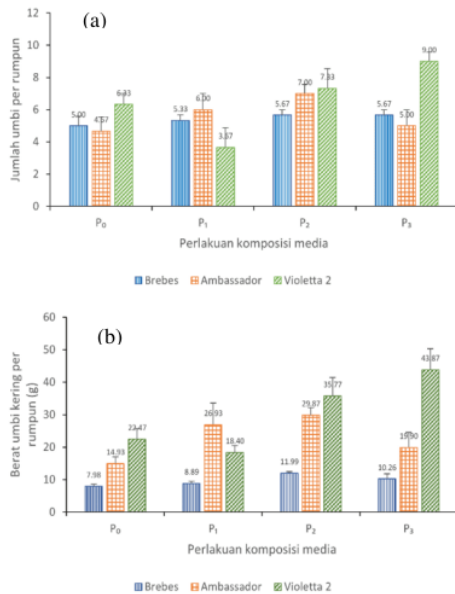 (a)
Jumlah umbi per rumpun
12
10
8
6
4
2
0
5.00 4.67 6.33
5.33 6.00 3.67
5.67 7.00 7.33
5.67 5.00 9.00
P₀ P₁ P₂ P₃
Perlakuan komposisi media
Brebes Ambassador Violetta 2
(b)
Berat umbi kering per
rumpun (g)
60
50
40
30
20
10
0
7.98 14.93 22.47
8.89 26.93 18.40
11.99 29.87 35.77
10.26 43.87
P₀ P₁ P₂ P₃
Perlakuan komposisi media
Brebes Ambassador Violetta 2